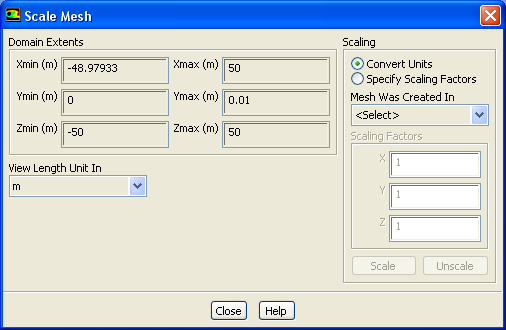 Scale Mesh
Domain Extents
Xmin (m) -48.97933 Xmax (m) 50
Ymin (m) 0 Ymax (m) 0.01
Zmin (m) -50 Zmax (m) 50
View Length Unit In
m
Scaling
Convert Units
Specify Scaling Factors
Mesh Was Created In
<Select>
Scaling Factors
X 1
Y 1
Z 1
Scale Unscale
Close Help